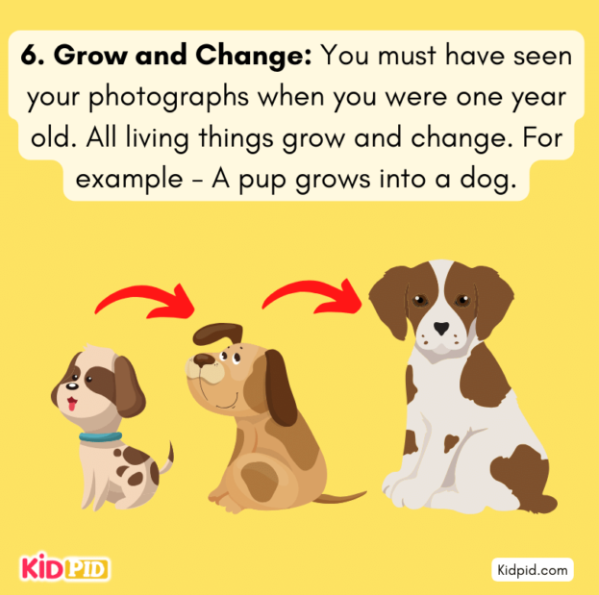 6. Grow and Change: You must have seen
your photographs when you were one year
old. All living things grow and change. For
example - A pup grows into a dog.
KiDPID
Kidpid.com